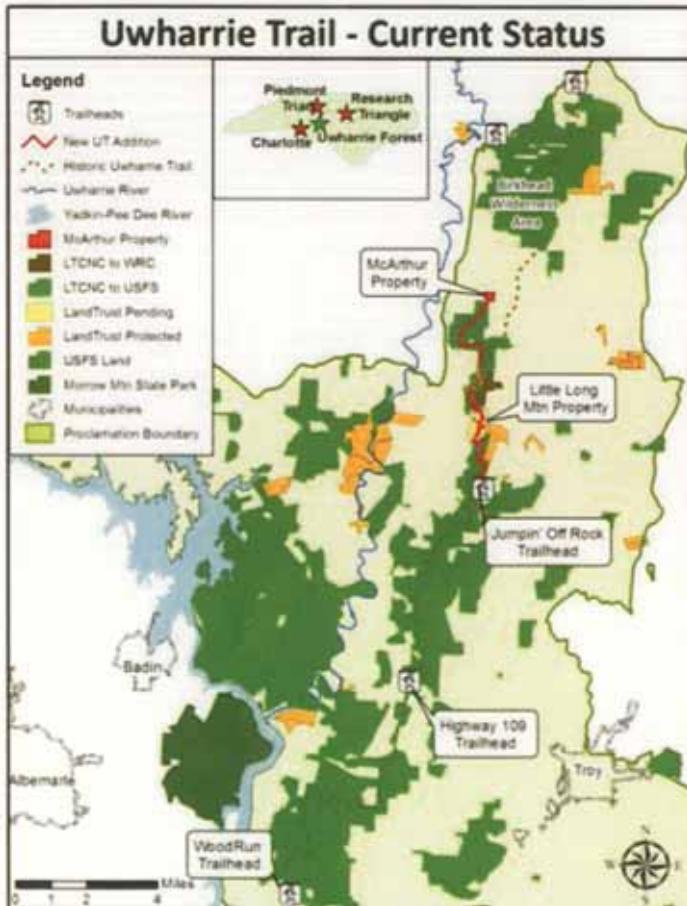 Uwharrie Trail - Current Status
Legend
Trailheads
New UT Addition
Historic Uwharrie Trail
Uwharrie River
Yadkin-Pee Dee River
McArthur Property
LTCNC to WRC
LTCNC to USFS
LandTrust Pending
LandTrust Protected
USFS Land
Morrow Mtn State Park
Municipalities
Proclamation Boundary
Piedmont
Triad
Research
Triangle
Charlotte
Uwharrie Forest
Birkhead
Wilderness
Area
McArthur
Property
Little Long
Mtn Property
Jumpin' Off Rock
Trailhead
Badin
Highway 109
Trailhead
Albemarle
Troy
WoodRun
Trailhead
N
W
E
S
Miles
0
1
2
4